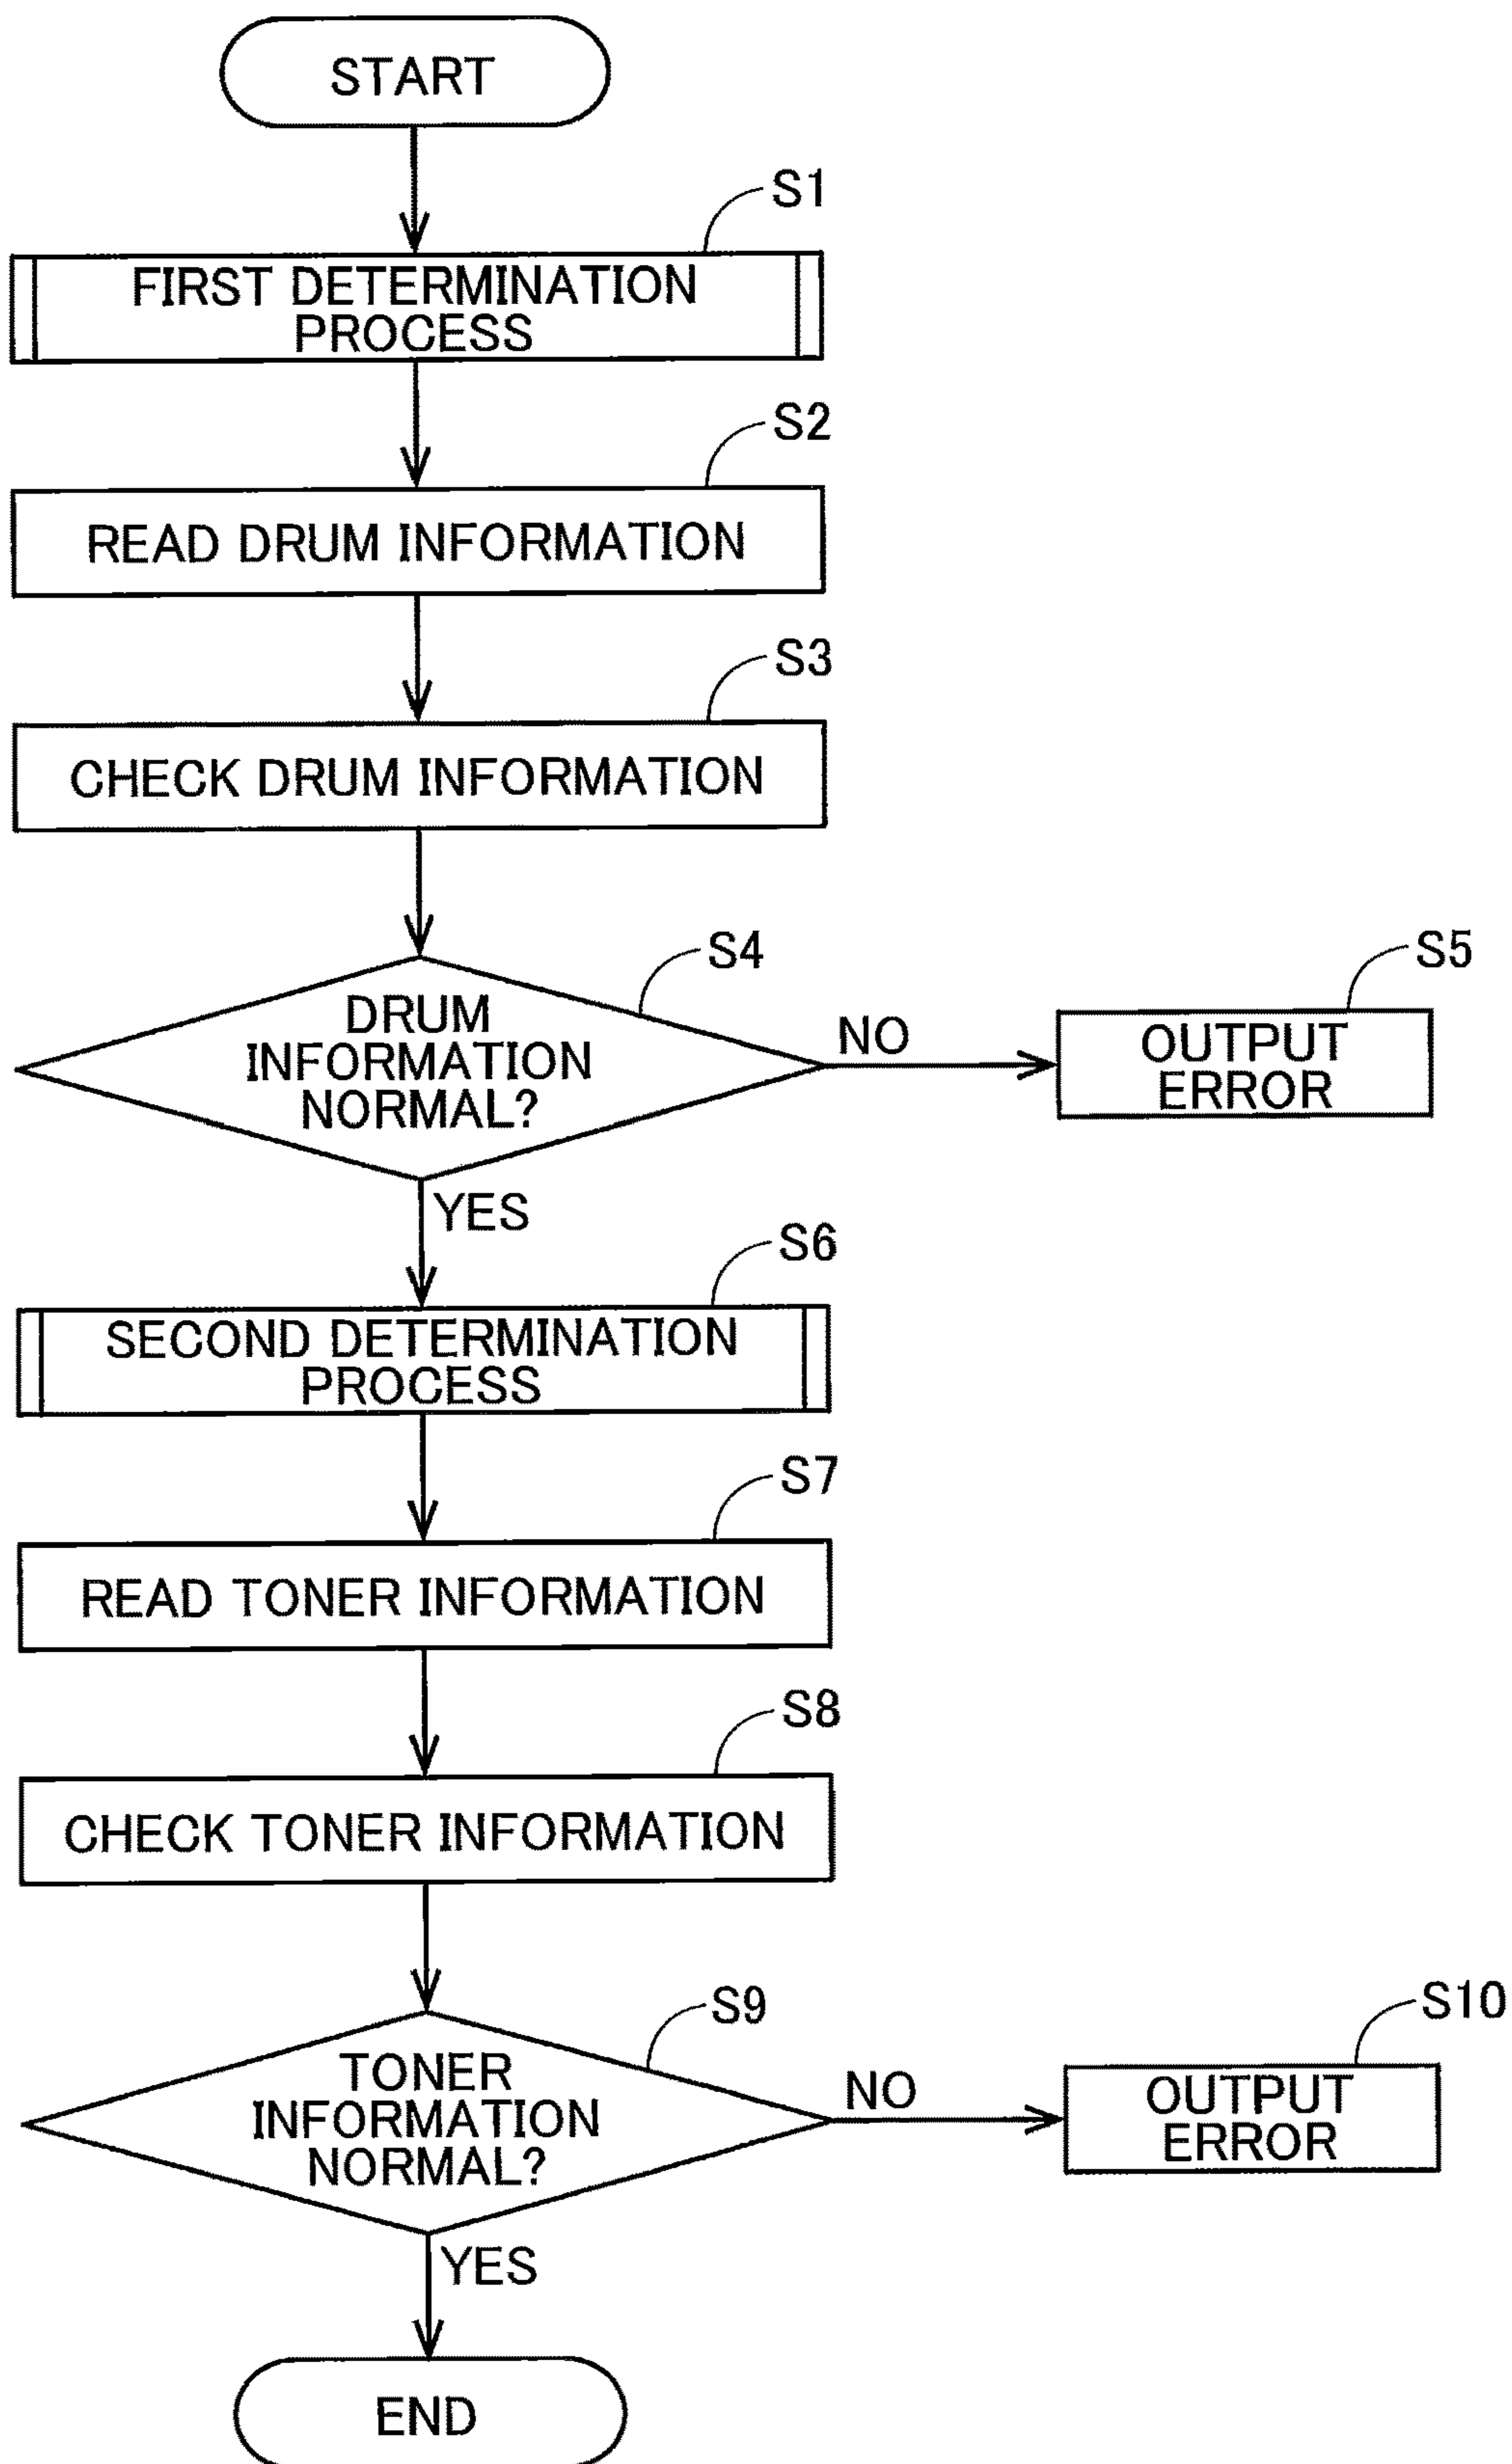 START
S1
FIRST DETERMINATION
PROCESS
S2
READ DRUM INFORMATION
S3
CHECK DRUM INFORMATION
S4
DRUM
INFORMATION
NORMAL?
NO
S5
OUTPUT
ERROR
YES
S6
SECOND DETERMINATION
PROCESS
S7
READ TONER INFORMATION
S8
CHECK TONER INFORMATION
S9
TONER
INFORMATION
NORMAL?
NO
S10
OUTPUT
ERROR
YES
END